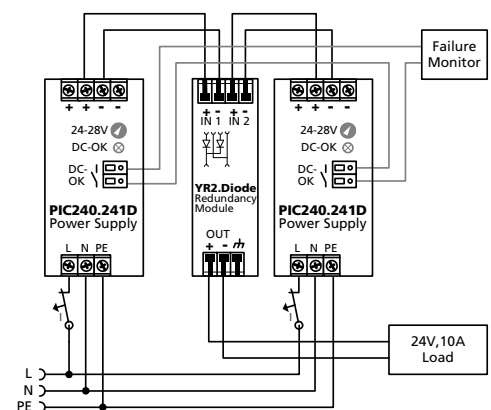 Failure
Monitor
+ + - -
24-28V
DC-OK
DC-
OK
I
PIC240.241D
Power Supply
L N PE
I
+ - + -
IN 1 IN 2
YR2.Diode
Redundancy
Module
OUT
+ -
+ + - -
24-28V
DC-OK
DC-
OK
I
PIC240.241D
Power Supply
L N PE
I
24V,10A
Load
L
N
PE